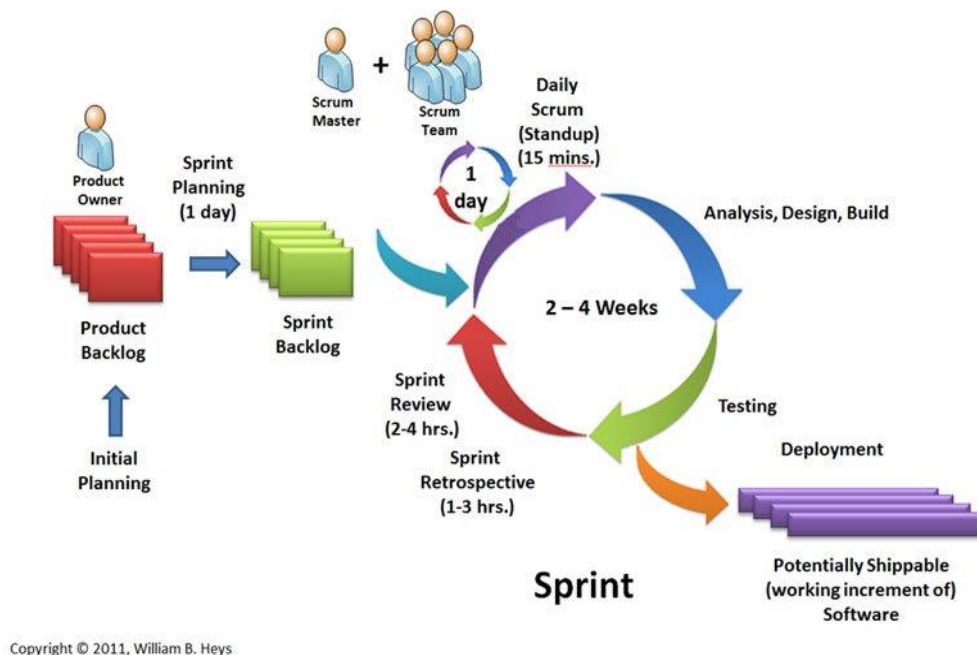 Scrum
Master
+
Scrum
Team
Daily
Scrum
(Standup)
(15 mins.)
Product
Owner
Sprint
Planning
(1 day)
1
day
Analysis, Design, Build
2 – 4 Weeks
Product
Backlog
Sprint
Backlog
Initial
Planning
Sprint
Review
(2-4 hrs.)
Sprint
Retrospective
(1-3 hrs.)
Testing
Deployment
Potentially Shippable
(working increment of)
Software
Sprint
Copyright © 2011, William B. Heys